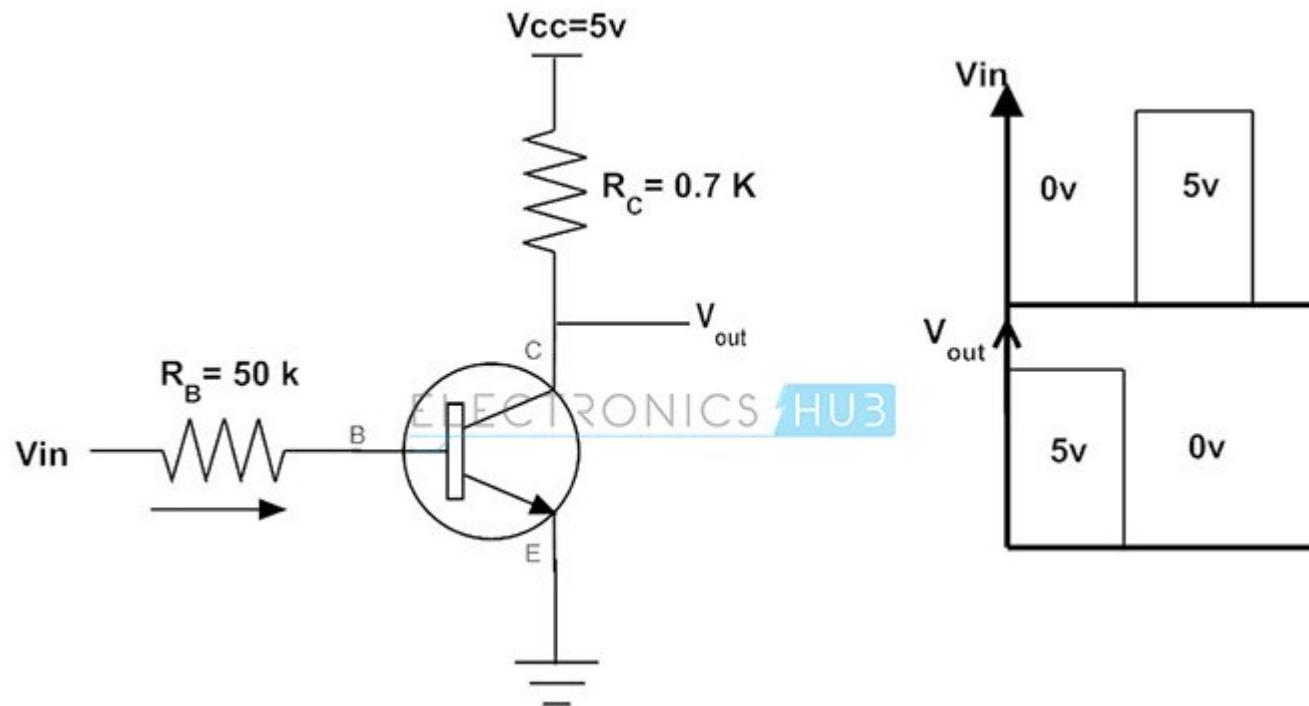 Vcc=5v
Vin
R_C= 0.7 K
0v
5v
V_out
C
V_out
R_B= 50 k
ELECTRONICS HUB
Vin
B
5v
0v
E